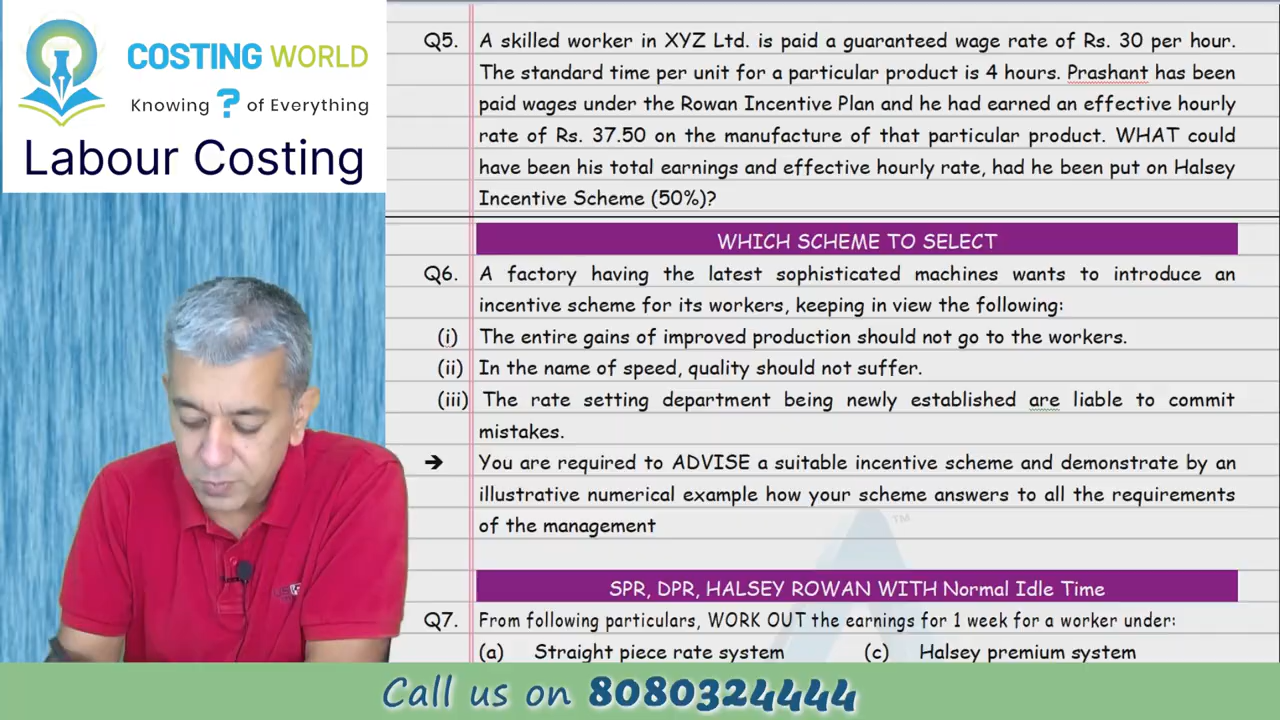 COSTING WORLD
Knowing ? of Everything
Labour Costing
Q5. A skilled worker in XYZ Ltd. is paid a guaranteed wage rate of Rs. 30 per hour.
The standard time per unit for a particular product is 4 hours. Prashant has been
paid wages under the Rowan Incentive Plan and he had earned an effective hourly
rate of Rs. 37.50 on the manufacture of that particular product. WHAT could
have been his total earnings and effective hourly rate, had he been put on Halsey
Incentive Scheme (50%)?
WHICH SCHEME TO SELECT
Q6. A factory having the latest sophisticated machines wants to introduce an
incentive scheme for its workers, keeping in view the following:
(i) The entire gains of improved production should not go to the workers.
(ii) In the name of speed, quality should not suffer.
(iii) The rate setting department being newly established are liable to commit
mistakes.
➔ You are required to ADVISE a suitable incentive scheme and demonstrate by an
illustrative numerical example how your scheme answers to all the requirements
of the management
TM
SPR, DPR, HALSEY ROWAN WITH Normal Idle Time
Q7. From following particulars, WORK OUT the earnings for 1 week for a worker under:
(a) Straight piece rate system (c) Halsey premium system
Call us on 8080324444